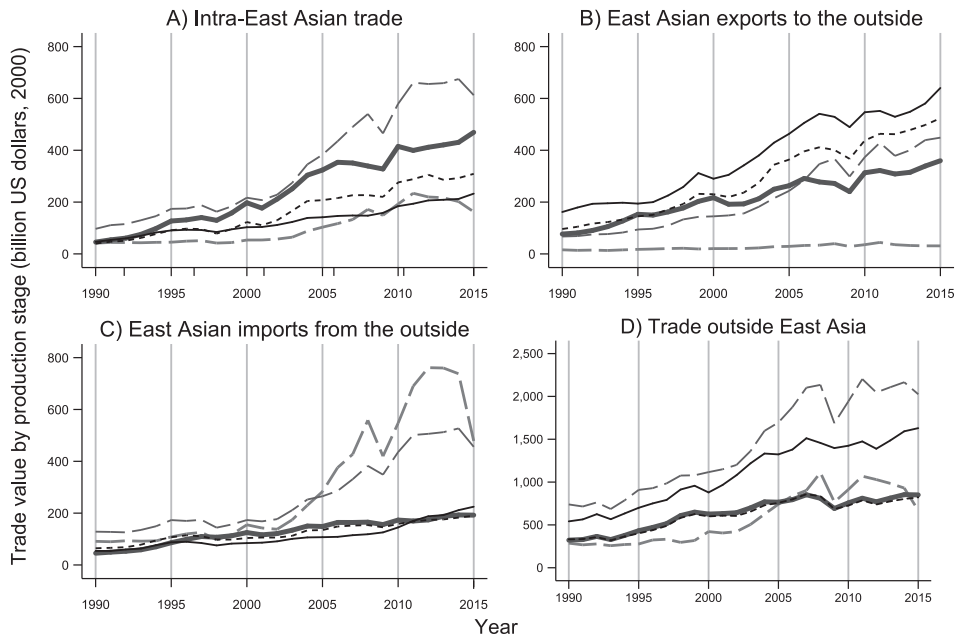 A) Intra-East Asian trade
800
600
400
200
0
1990 1995 2000 2005 2010 2015
B) East Asian exports to the outside
800
600
400
200
0
1990 1995 2000 2005 2010 2015
C) East Asian imports from the outside
800
600
400
200
0
1990 1995 2000 2005 2010 2015
D) Trade outside East Asia
2,500
2,000
1,500
1,000
500
0
1990 1995 2000 2005 2010 2015
Trade value by production stage (billion US dollars, 2000)
Year